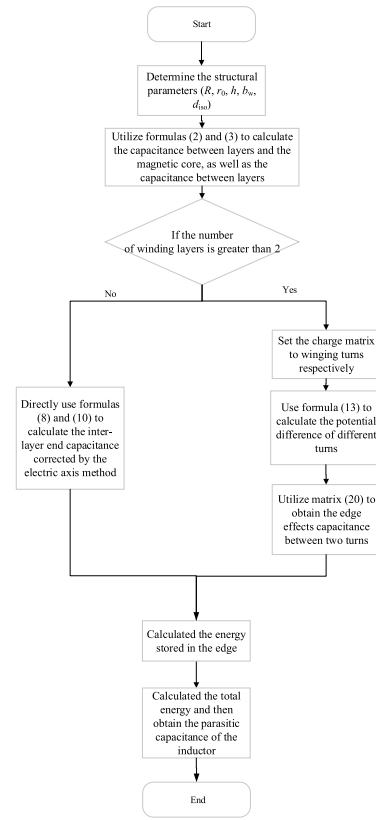 Start
Determine the structural
parameters (R, r0, h, bw,
diso)
Utilize formulas (2) and (3) to calculate
the capacitance between layers and the
magnetic core, as well as the
capacitance between layers
If the number
of winding layers is greater than 2
No
Yes
Set the charge matrix
to winging turns
respectively
Directly use formulas
(8) and (10) to
calculate the inter-
layer end capacitance
corrected by the
electric axis method
Use formula (13) to
calculate the potential
difference of different
turns
Utilize matrix (20) to
obtain the edge
effects capacitance
between two turns
Calculated the energy
stored in the edge
Calculated the total
energy and then
obtain the parasitic
capacitance of the
inductor
End